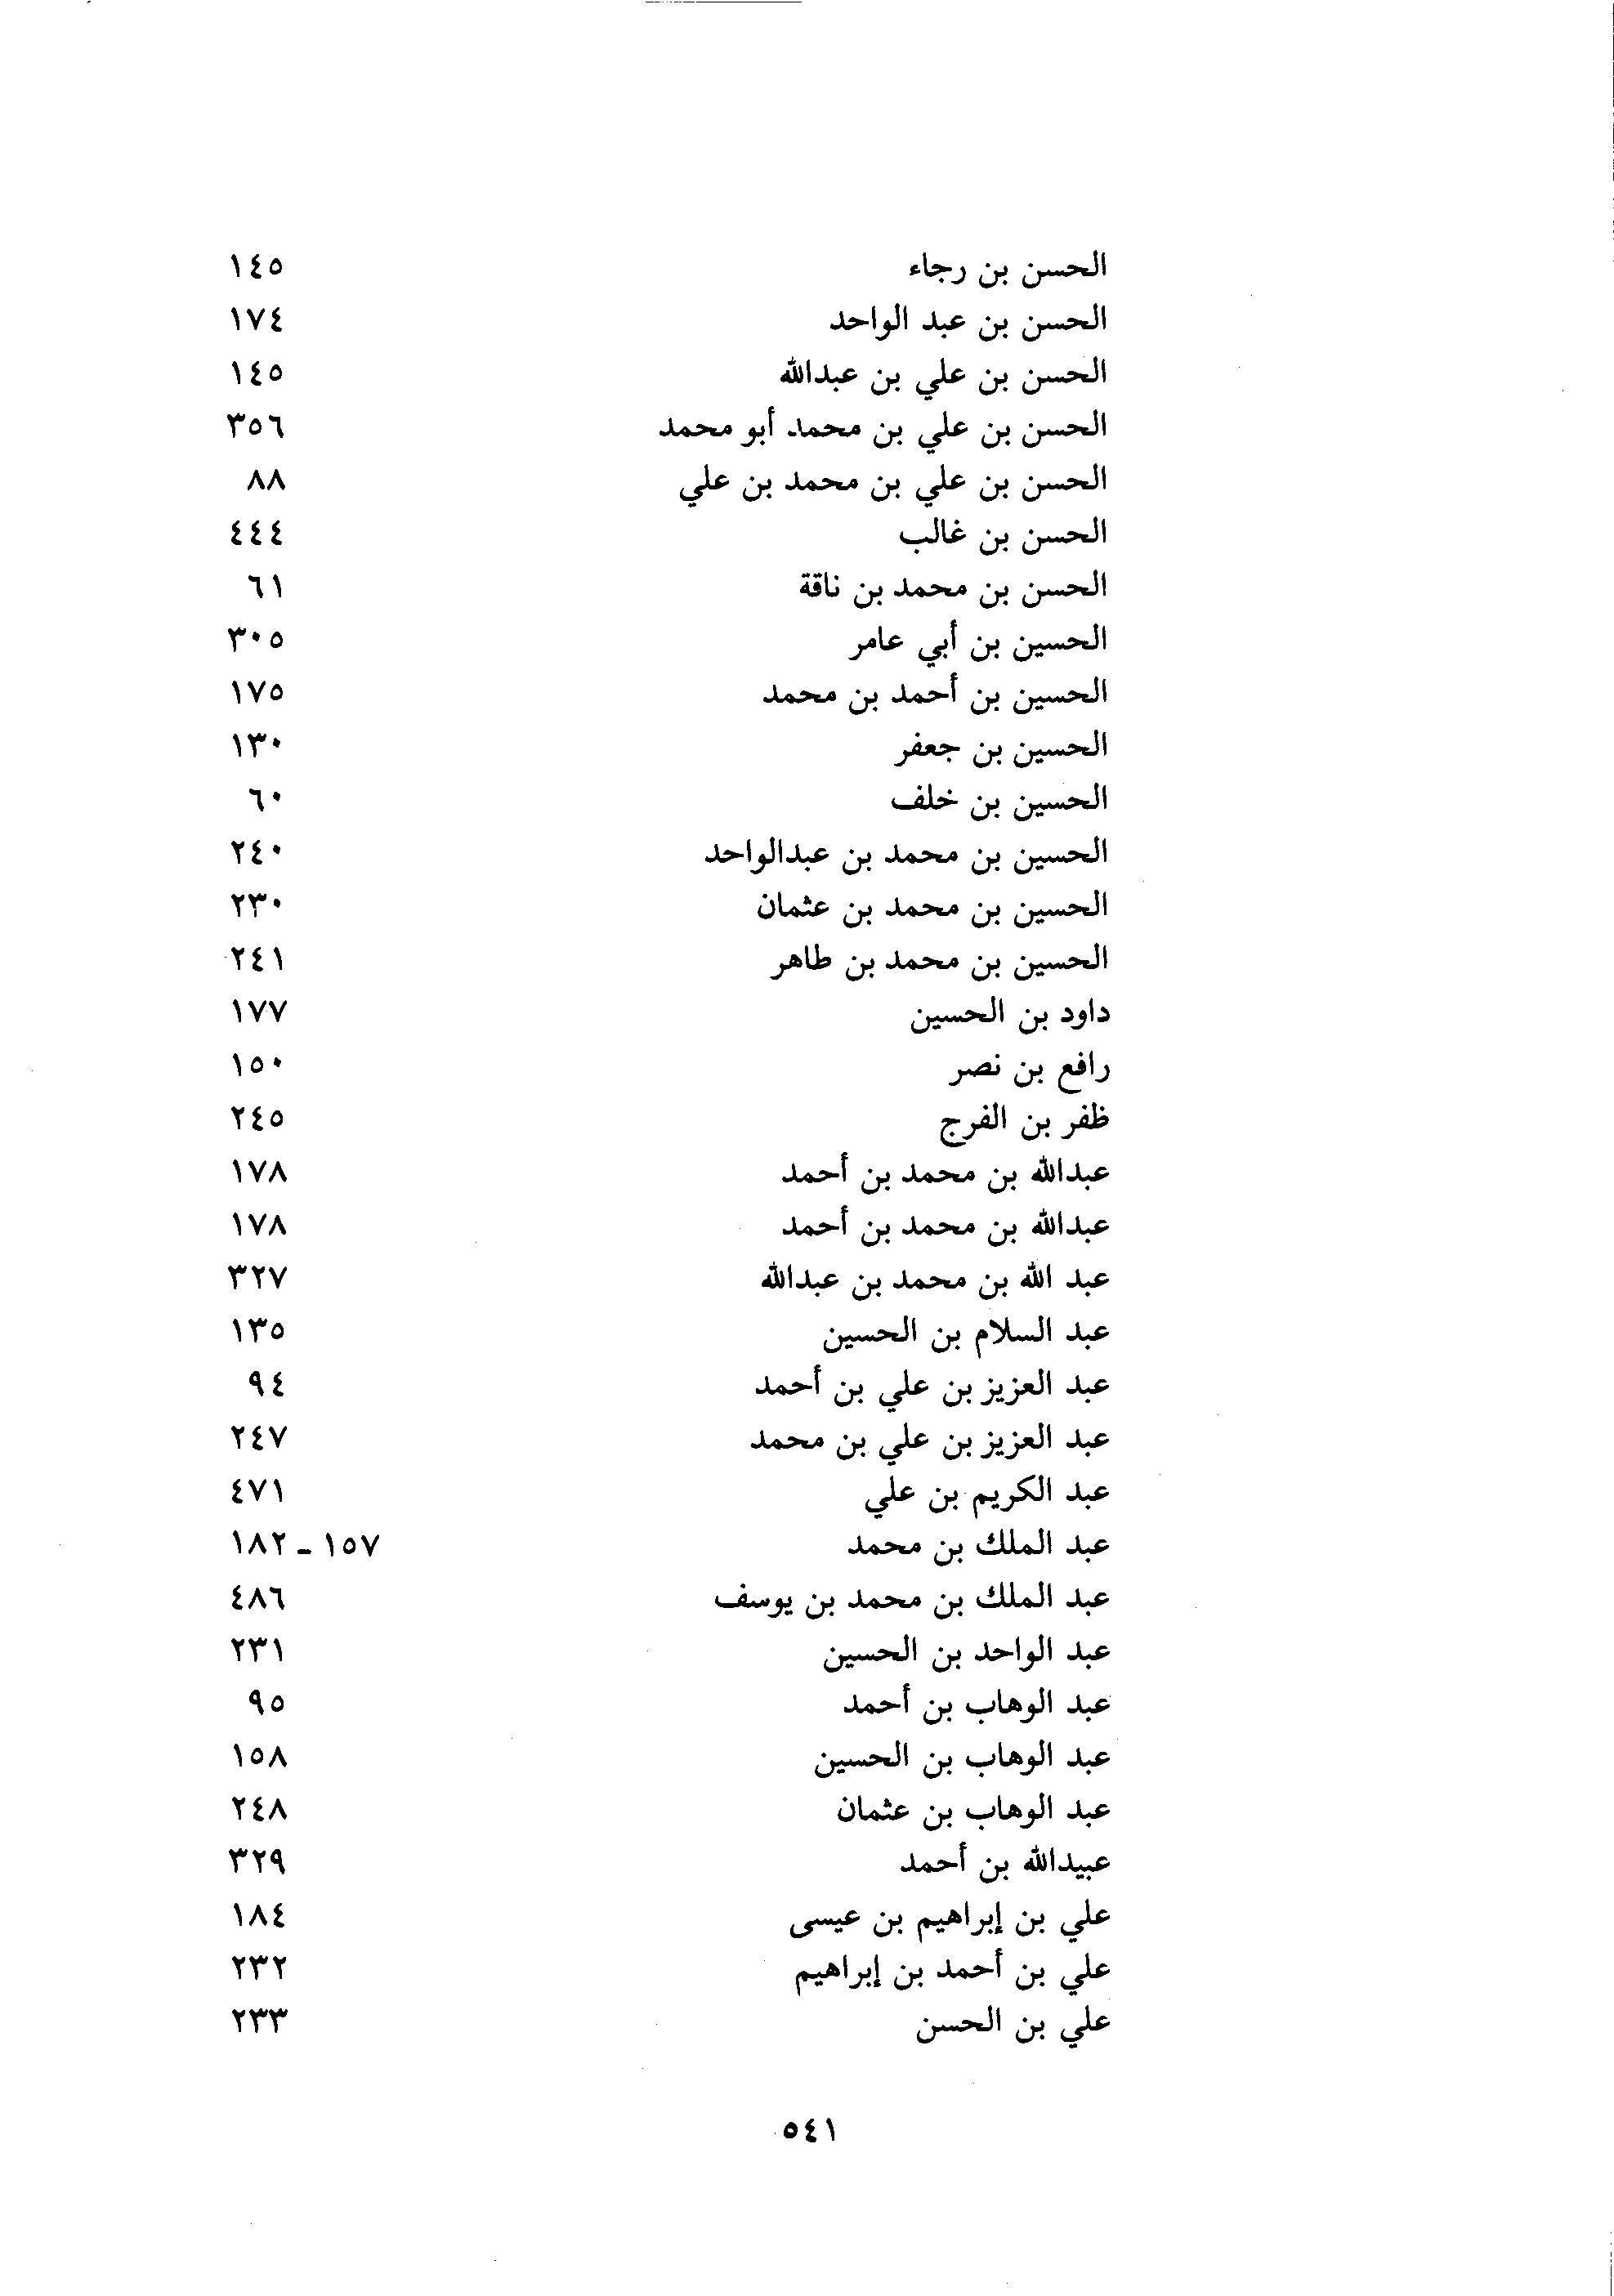 الحسن بن رجاء ١٤٥
الحسن بن عبد الواحد ١٧٤
الحسن بن علي بن عبدالله ١٤٥
الحسن بن علي بن محمد أبو محمد ٣٥٦
الحسن بن علي بن محمد بن علي ٨٨
الحسن بن غالب ٤٤٤
الحسن بن محمد بن ناقة ٦١
الحسين بن أبي عامر ٣٠٥
الحسين بن أحمد بن محمد ١٧٥
الحسين بن جعفر ١٣٠
الحسين بن خلف ٦٠
الحسين بن محمد بن عبدالواحد ٢٤٠
الحسين بن محمد بن عثمان ٢٣٠
الحسين بن محمد بن طاهر ٢٤١
داود بن الحسين ١٧٧
رافع بن نصر ١٥٠
ظفر بن الفرج ٢٤٥
عبدالله بن محمد بن أحمد ١٧٨
عبدالله بن محمد بن أحمد ١٧٨
عبد الله بن محمد بن عبدالله ٣٢٧
عبد السلام بن الحسين ١٣٥
عبد العزيز بن علي بن أحمد ٩٤
عبد العزيز بن علي بن محمد ٢٤٧
عبد الكريم بن علي ٤٧١
عبد الملك بن محمد ١٥٧ - ١٨٢
عبد الملك بن محمد بن يوسف ٤٨٦
عبد الواحد بن الحسين ٢٣١
عبد الوهاب بن أحمد ٩٥
عبد الوهاب بن الحسين ١٥٨
عبد الوهاب بن عثمان ٢٤٨
عبيدالله بن أحمد ٣٢٩
علي بن إبراهيم بن عيسى ١٨٤
علي بن أحمد بن إبراهيم ٢٣٢
علي بن الحسن ٢٣٣
٥٤١